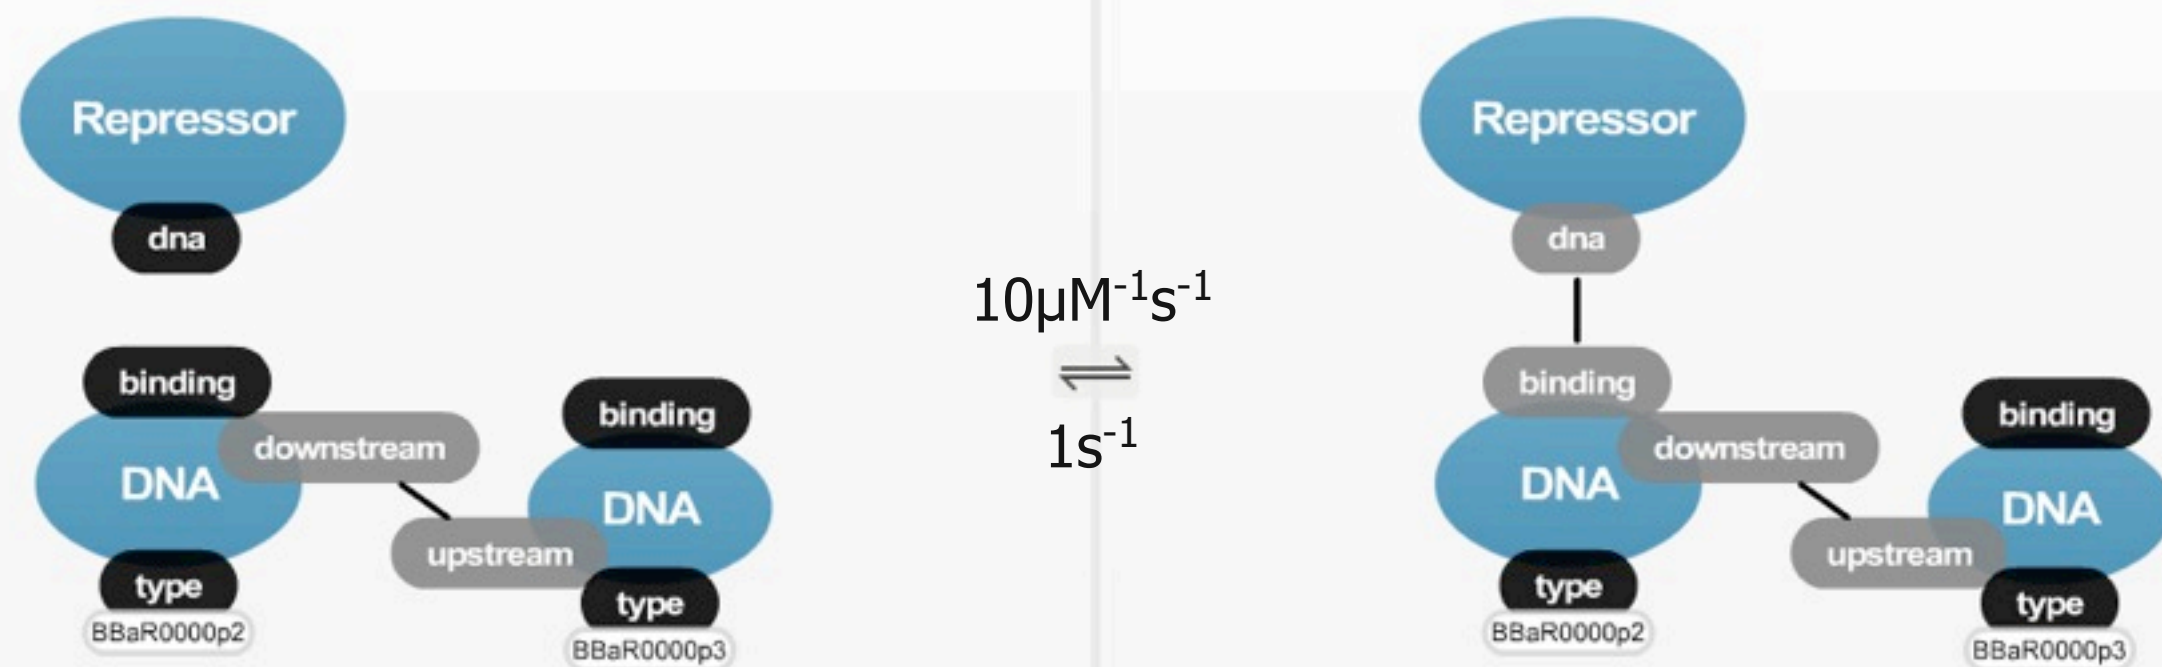 Repressor
dna
binding
DNA
downstream
type
BBaR0000p2
binding
DNA
upstream
type
BBaR0000p3
10μM⁻¹s⁻¹
⇌
1s⁻¹
Repressor
dna
binding
DNA
downstream
type
BBaR0000p2
binding
DNA
upstream
type
BBaR0000p3